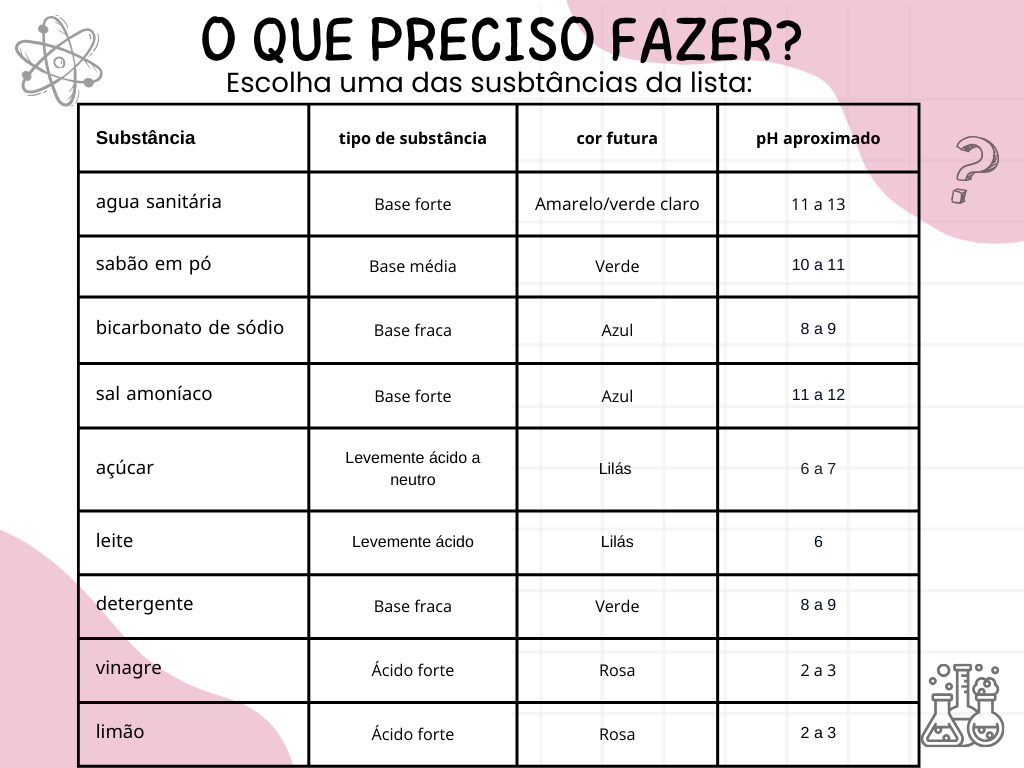 O QUE PRECISO FAZER?
Escolha uma das susbtâncias da lista:
Substância tipo de substância cor futura pH aproximado
agua sanitária Base forte Amarelo/verde claro 11 a 13
sabão em pó Base média Verde 10 a 11
bicarbonato de sódio Base fraca Azul 8 a 9
sal amoníaco Base forte Azul 11 a 12
açúcar Levemente ácido a neutro Lilás 6 a 7
leite Levemente ácido Lilás 6
detergente Base fraca Verde 8 a 9
vinagre Ácido forte Rosa 2 a 3
limão Ácido forte Rosa 2 a 3
?